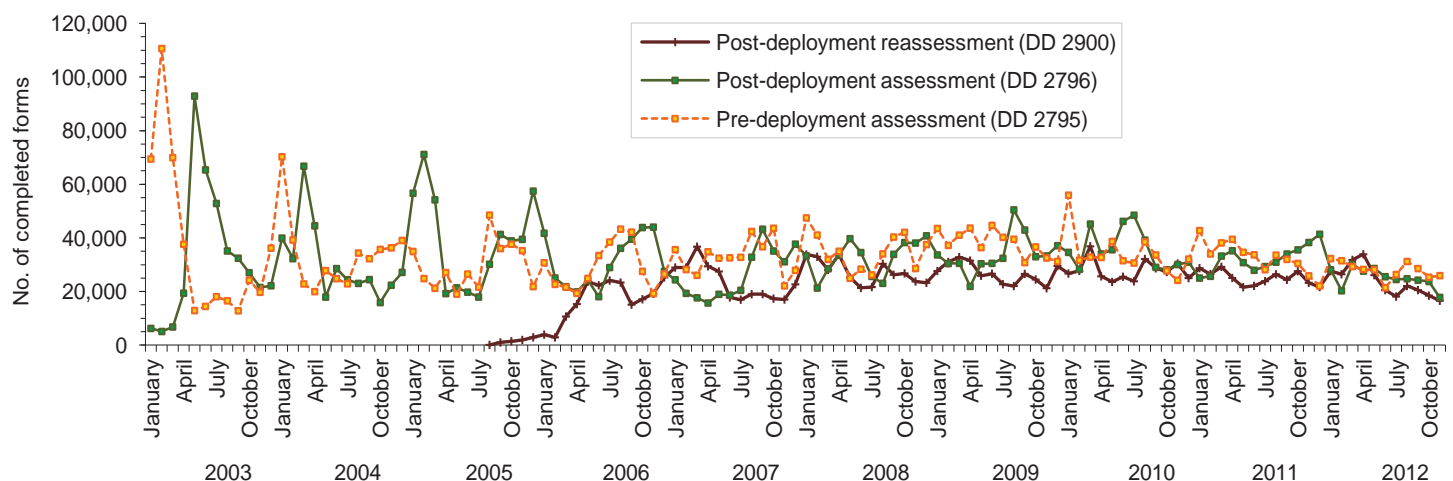 120,000
100,000
80,000
60,000
40,000
20,000
0
No. of completed forms
Post-deployment reassessment (DD 2900)
Post-deployment assessment (DD 2796)
Pre-deployment assessment (DD 2795)
January April July October January April July October January April July October January April July October January April July October January April July October January April July October January April July October January April July October January April July October
2003 2004 2005 2006 2007 2008 2009 2010 2011 2012